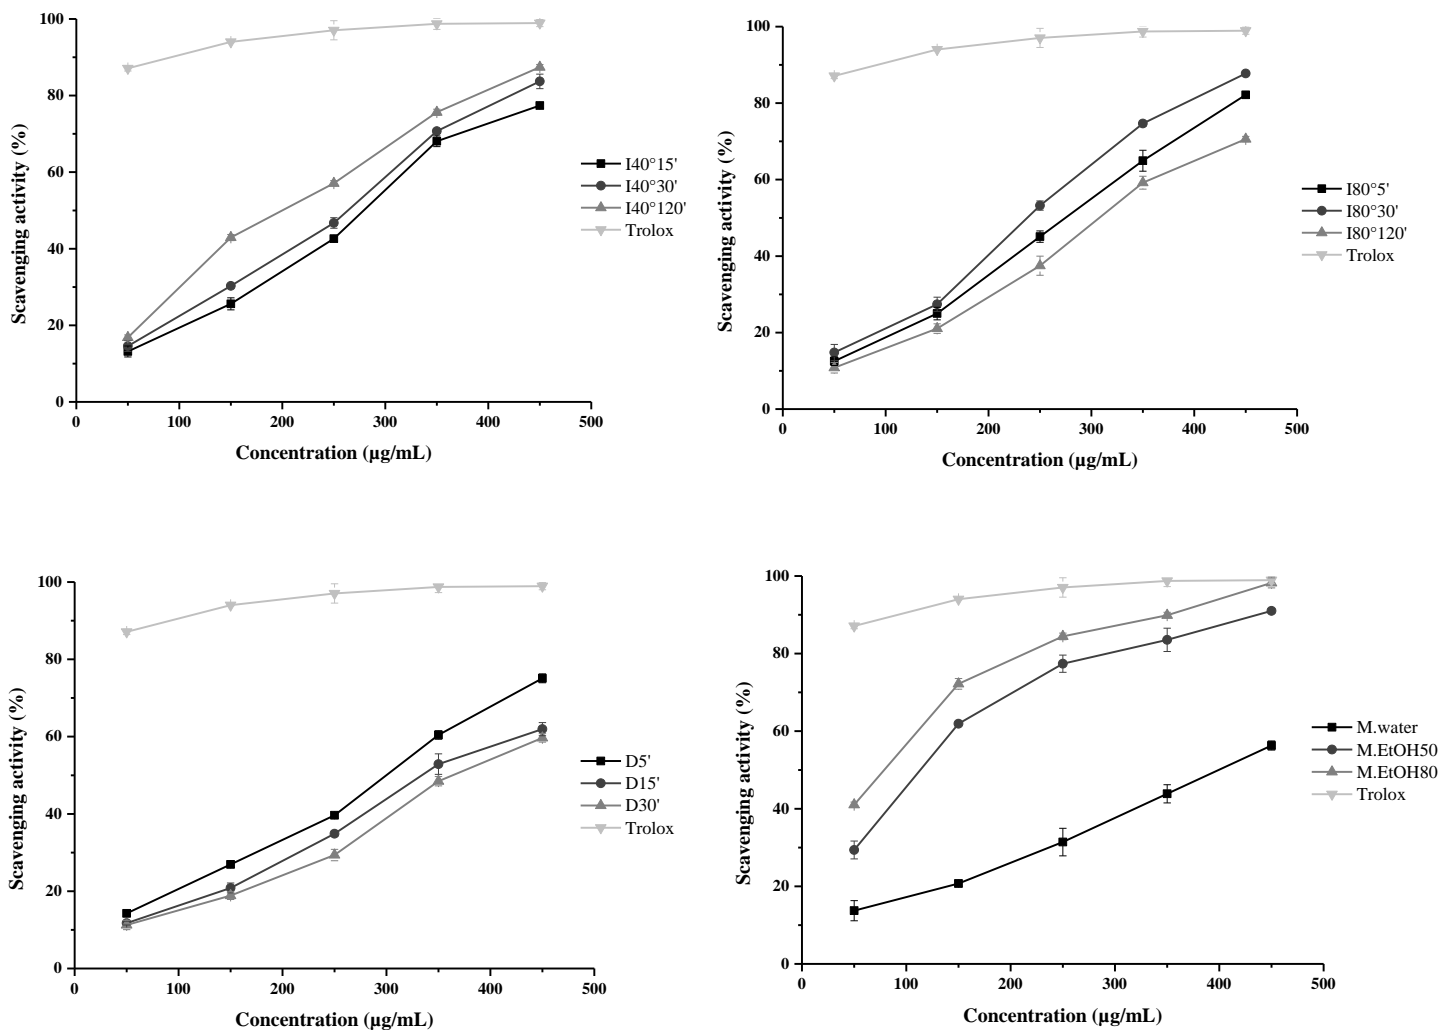 100
80
60
40
20
0
Scavenging activity (%)
0 100 200 300 400 500
Concentration (µg/mL)
I40°15'
I40°30'
I40°120'
Trolox
100
80
60
40
20
0
Scavenging activity (%)
0 100 200 300 400 500
Concentration (µg/mL)
I80°5'
I80°30'
I80°120'
Trolox
100
80
60
40
20
0
Scavenging activity (%)
0 100 200 300 400 500
Concentration (µg/mL)
D5'
D15'
D30'
Trolox
100
80
60
40
20
0
Scavenging activity (%)
0 100 200 300 400 500
Concentration (µg/mL)
M.water
M.EtOH50
M.EtOH80
Trolox